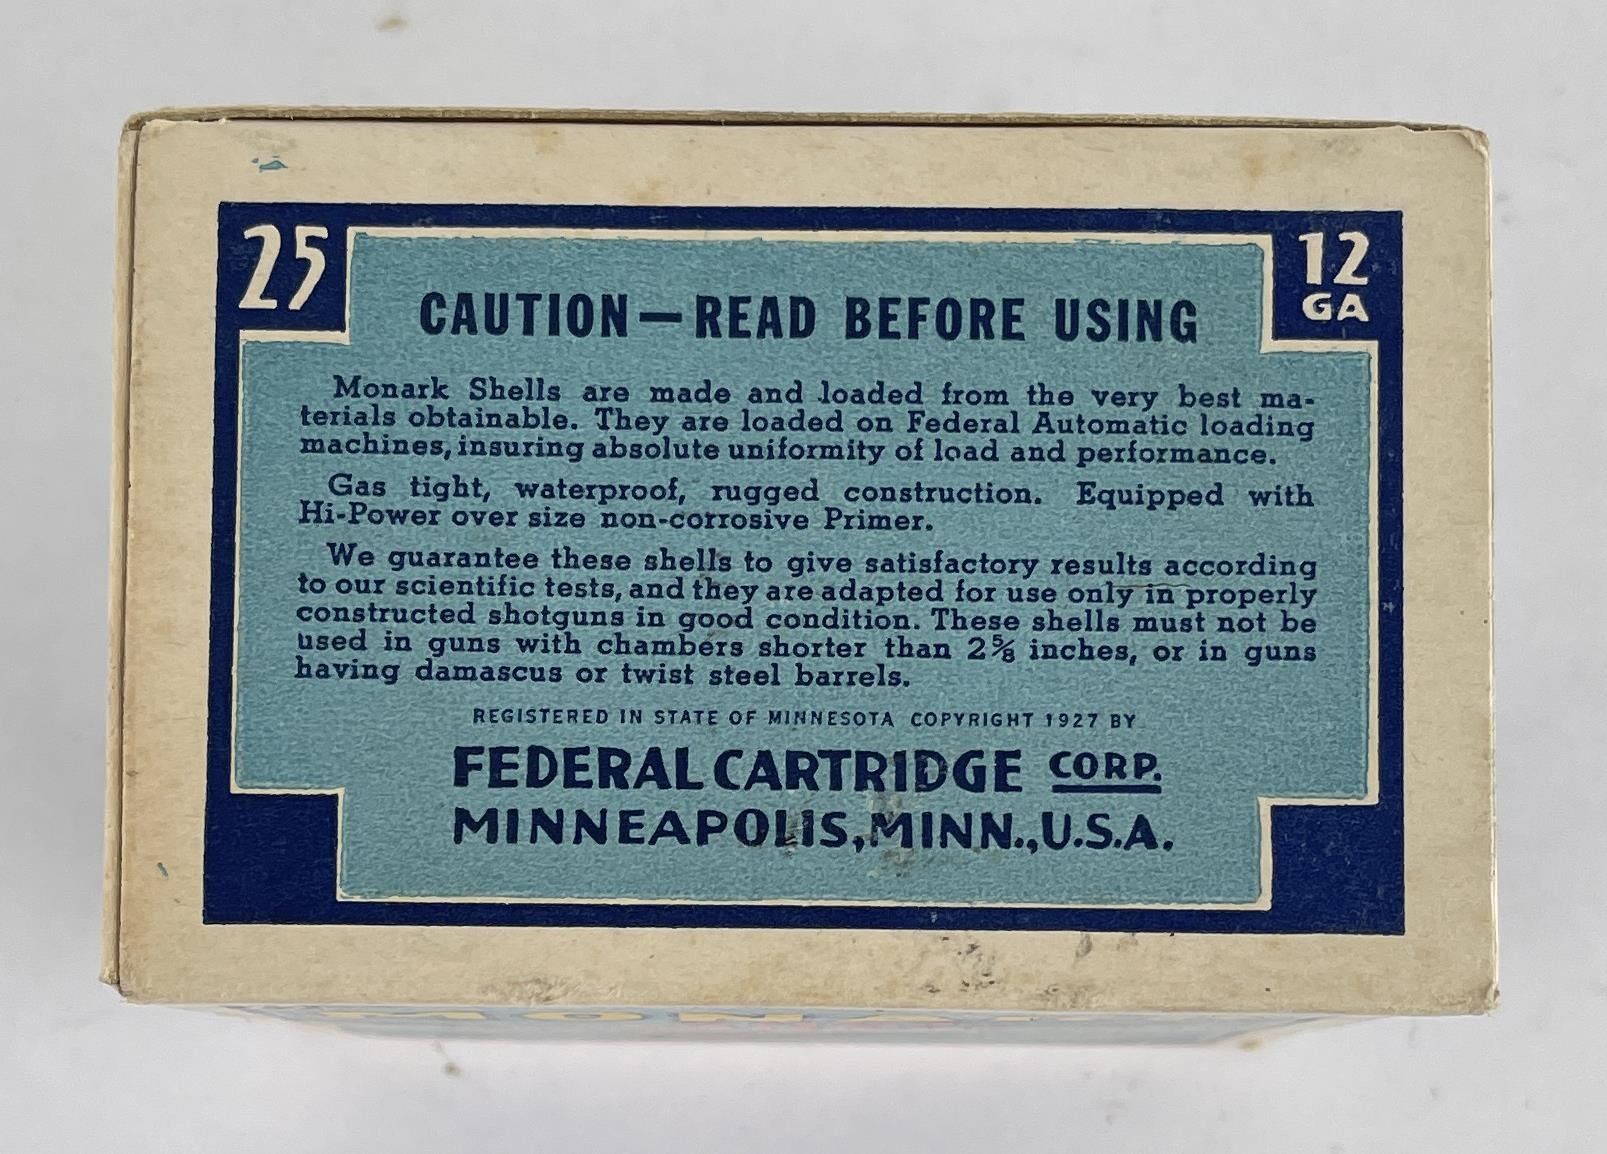 25
12
GA
CAUTION—READ BEFORE USING
Monark Shells are made and loaded from the very best ma-
terials obtainable. They are loaded on Federal Automatic loading
machines, insuring absolute uniformity of load and performance.
Gas tight, waterproof, rugged construction. Equipped with
Hi-Power over size non-corrosive Primer.
We guarantee these shells to give satisfactory results according
to our scientific tests, and they are adapted for use only in properly
constructed shotguns in good condition. These shells must not be
used in guns with chambers shorter than 2⅝ inches, or in guns
having damascus or twist steel barrels.
REGISTERED IN STATE OF MINNESOTA COPYRIGHT 1927 BY
FEDERAL CARTRIDGE CORP.
MINNEAPOLIS, MINN., U.S.A.